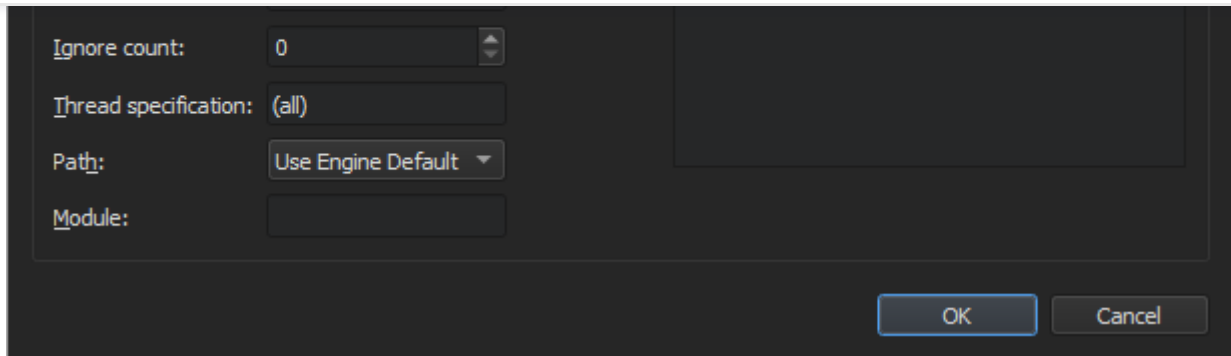 Ignore count: 0
Thread specification: (all)
Path: Use Engine Default
Module:
OK Cancel